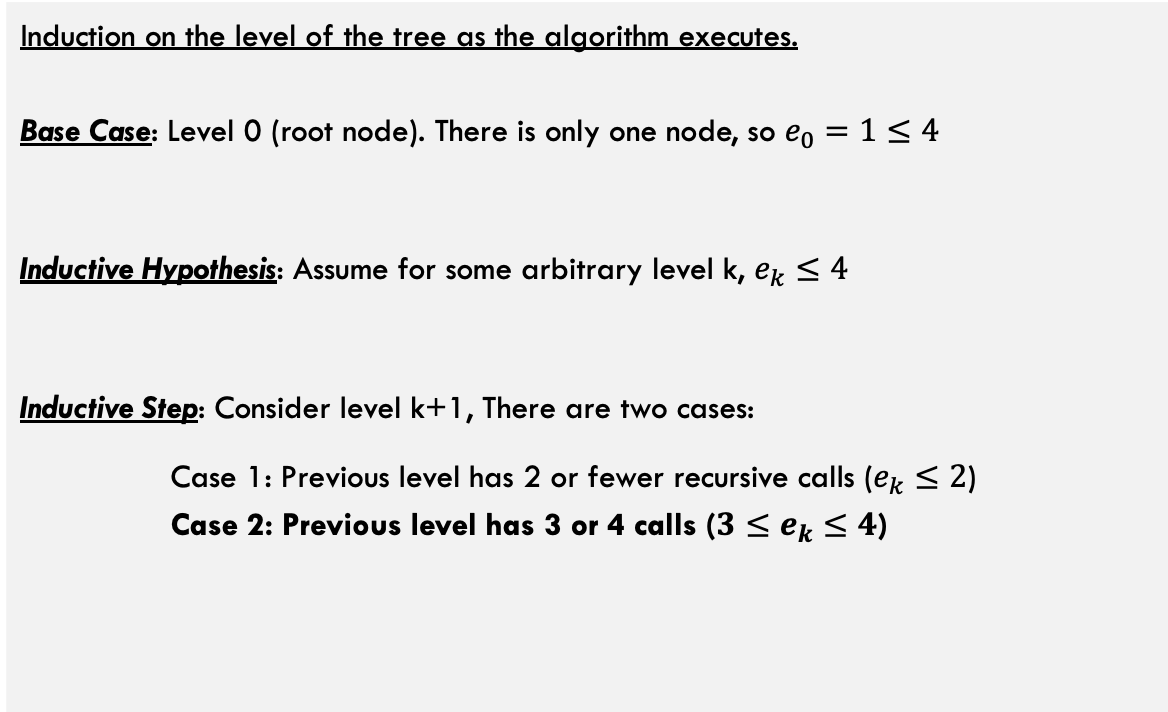 Induction on the level of the tree as the algorithm executes.
Base Case: Level 0 (root node). There is only one node, so e₀ = 1 ≤ 4
Inductive Hypothesis: Assume for some arbitrary level k, eₖ ≤ 4
Inductive Step: Consider level k+1, There are two cases:
Case 1: Previous level has 2 or fewer recursive calls (eₖ ≤ 2)
Case 2: Previous level has 3 or 4 calls (3 ≤ eₖ ≤ 4)